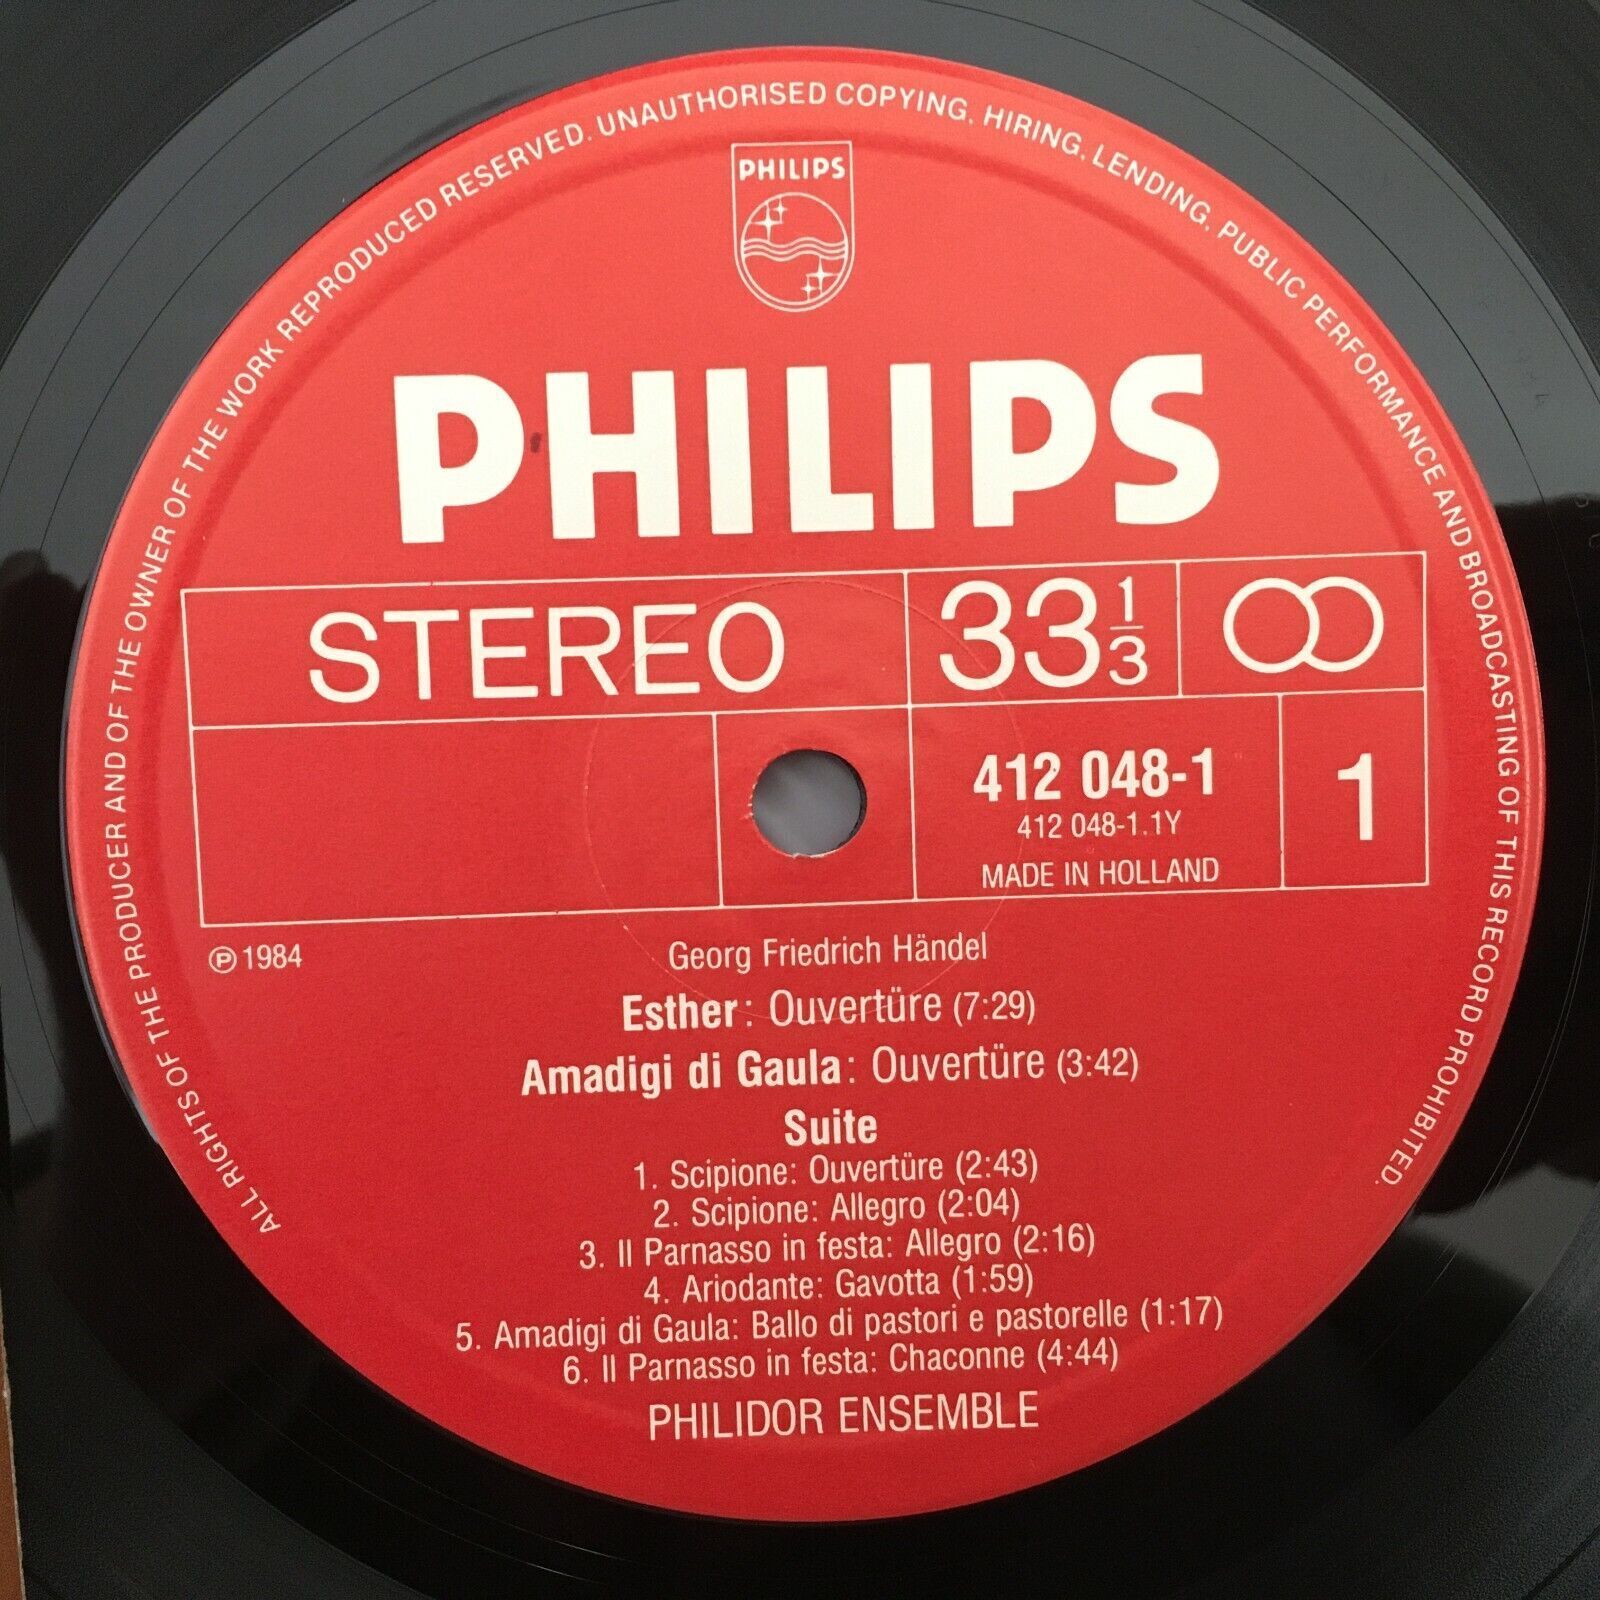 ALL RIGHTS OF THE PRODUCER AND OF THE OWNER OF THE WORK REPRODUCED RESERVED. UNAUTHORISED COPYING, HIRING, LENDING, PUBLIC PERFORMANCE AND BROADCASTING OF THIS RECORD PROHIBITED.
PHILIPS
PHILIPS
STEREO
33 1/3
412 048-1
412 048-1.1Y
MADE IN HOLLAND
1
℗ 1984
Georg Friedrich Händel
Esther: Ouvertüre (7:29)
Amadigi di Gaula: Ouvertüre (3:42)
Suite
1. Scipione: Ouvertüre (2:43)
2. Scipione: Allegro (2:04)
3. Il Parnasso in festa: Allegro (2:16)
4. Ariodante: Gavotta (1:59)
5. Amadigi di Gaula: Ballo di pastori e pastorelle (1:17)
6. Il Parnasso in festa: Chaconne (4:44)
PHILIDOR ENSEMBLE